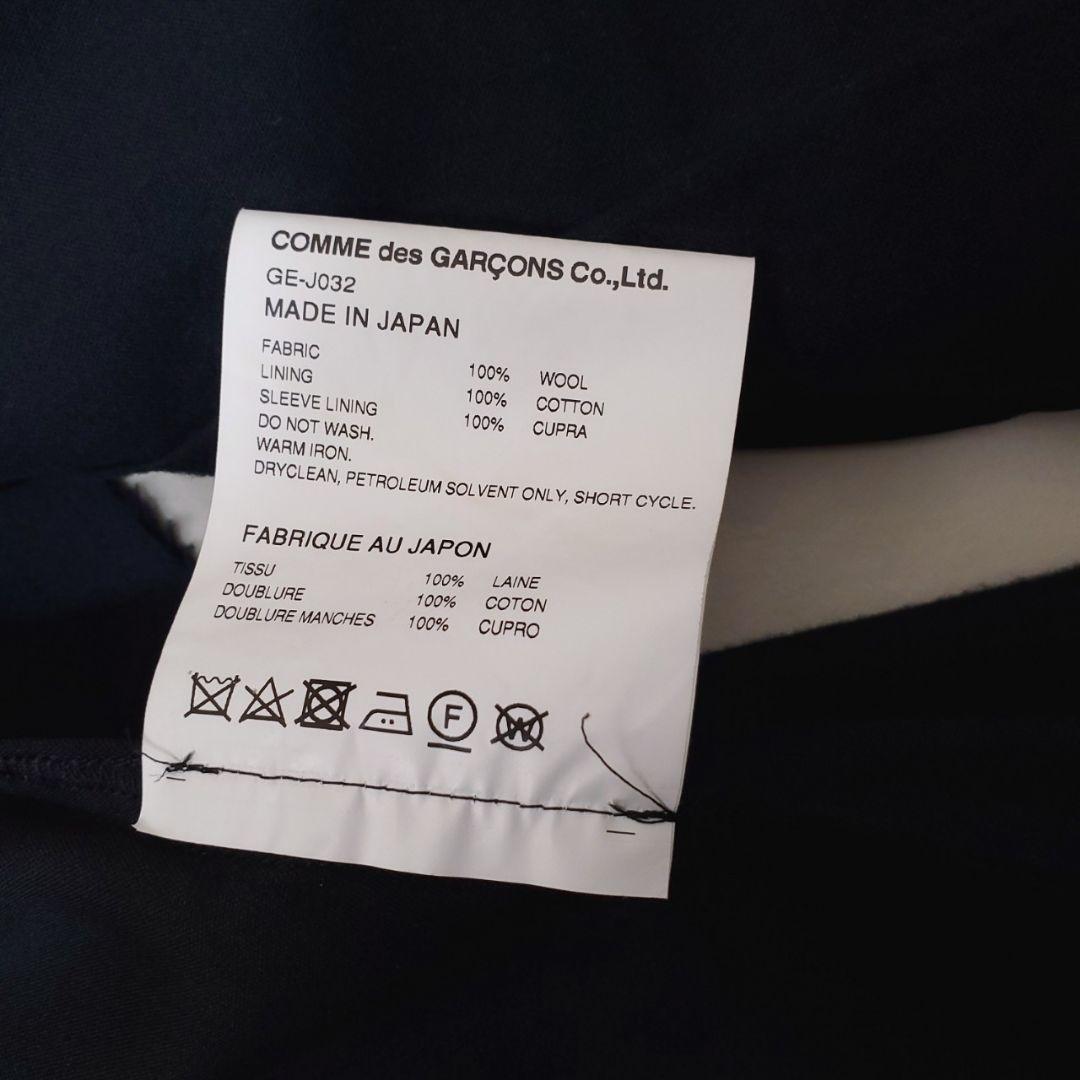 COMME des GARÇONS Co.,Ltd.
GE-J032
MADE IN JAPAN
FABRIC 100% WOOL
LINING 100% COTTON
SLEEVE LINING 100% CUPRA
DO NOT WASH.
WARM IRON.
DRYCLEAN, PETROLEUM SOLVENT ONLY, SHORT CYCLE.
FABRIQUE AU JAPON
TISSU 100% LAINE
DOUBLURE 100% COTON
DOUBLURE MANCHES 100% CUPRO
F W